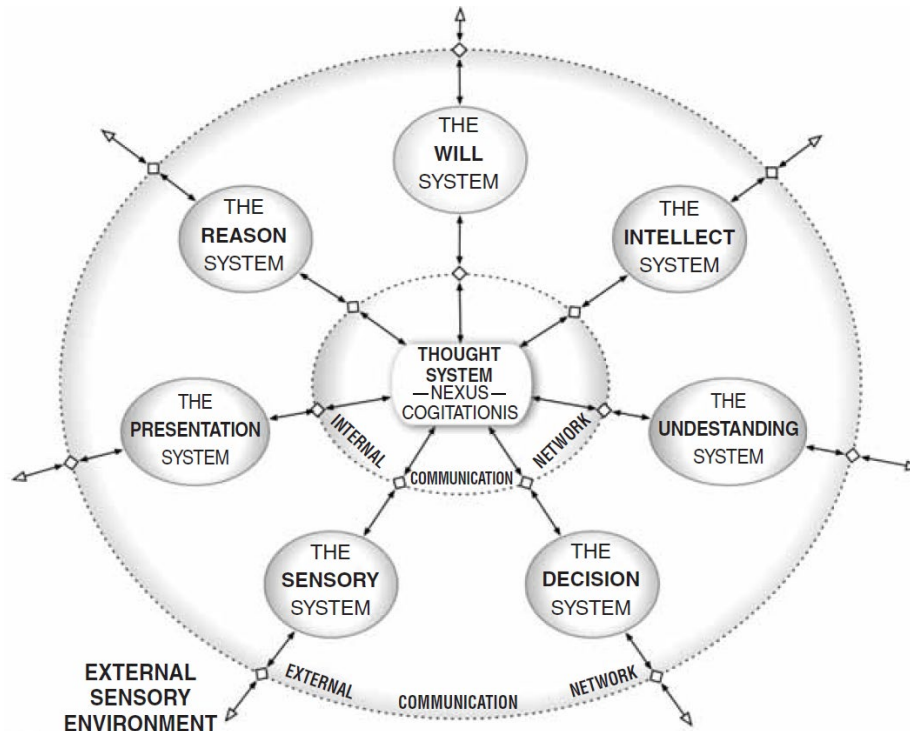 THE
WILL
SYSTEM
THE
REASON
SYSTEM
THE
INTELLECT
SYSTEM
THOUGHT
SYSTEM
—NEXUS—
COGITATIONIS
THE
PRESENTATION
SYSTEM
THE
UNDESTANDING
SYSTEM
INTERNAL
COMMUNICATION
NETWORK
THE
SENSORY
SYSTEM
THE
DECISION
SYSTEM
EXTERNAL
COMMUNICATION
NETWORK
EXTERNAL
SENSORY
ENVIRONMENT